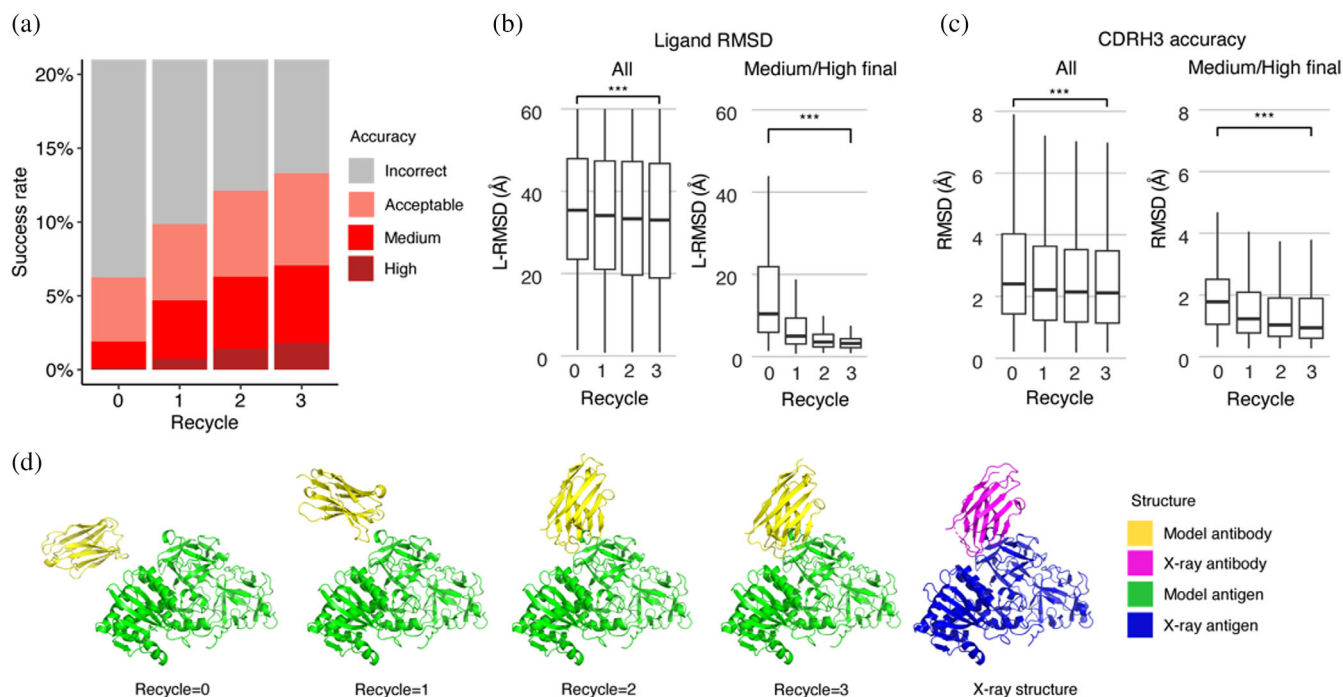 (a)
20%
15%
10%
5%
0%
Success rate
0 1 2 3
Recycle
Accuracy
Incorrect
Acceptable
Medium
High
(b)
Ligand RMSD
All
Medium/High final
***
***
60
40
20
0
L-RMSD (Å)
0 1 2 3
Recycle
60
40
20
0
L-RMSD (Å)
0 1 2 3
Recycle
(c)
CDRH3 accuracy
All
Medium/High final
***
***
8
6
4
2
0
RMSD (Å)
0 1 2 3
Recycle
8
6
4
2
0
RMSD (Å)
0 1 2 3
Recycle
(d)
Recycle=0
Recycle=1
Recycle=2
Recycle=3
X-ray structure
Structure
Model antibody
X-ray antibody
Model antigen
X-ray antigen